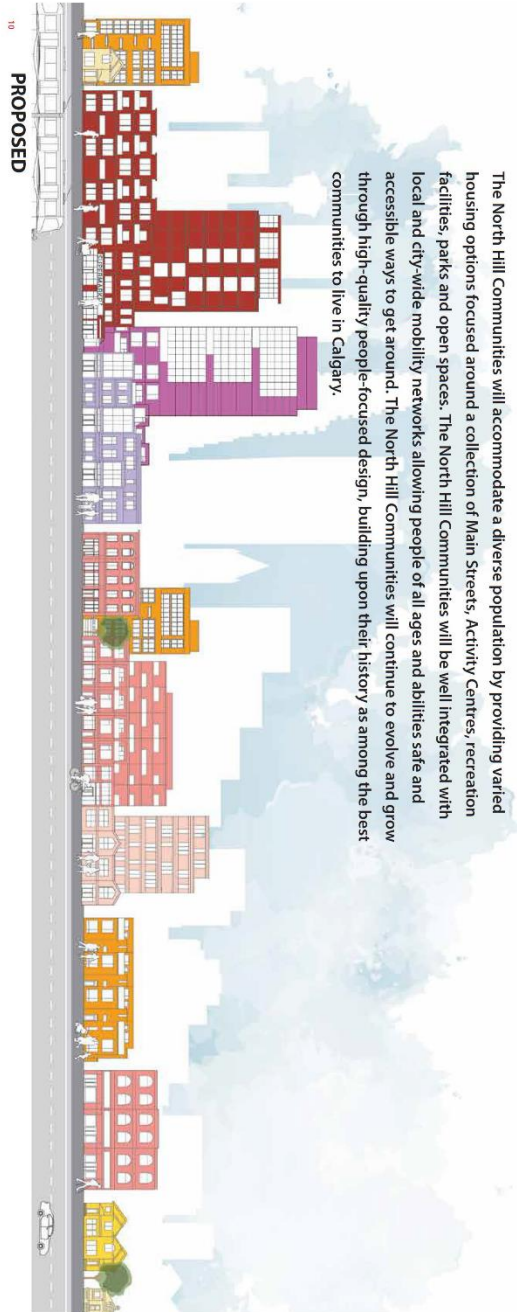 The North Hill Communities will accommodate a diverse population by providing varied
housing options focused around a collection of Main Streets, Activity Centres, recreation
facilities, parks and open spaces. The North Hill Communities will be well integrated with
local and city-wide mobility networks allowing people of all ages and abilities safe and
accessible ways to get around. The North Hill Communities will continue to evolve and grow
through high-quality people-focused design, building upon their history as among the best
communities to live in Calgary.
SUPERMARKET
PROPOSED
10